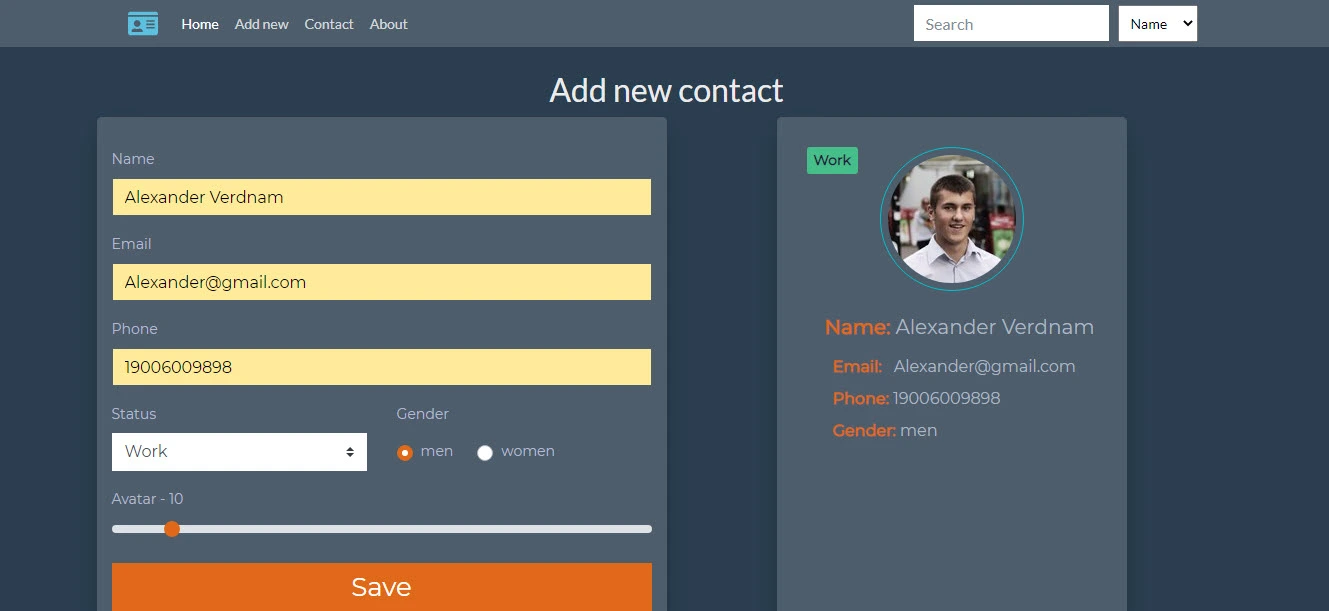 Home Add new Contact About Search Name
Add new contact
Name
Alexander Verdnam
Email
Alexander@gmail.com
Phone
19006009898
Status Gender
Work men women
Avatar - 10
Save
Work
Name: Alexander Verdnam
Email: Alexander@gmail.com
Phone: 19006009898
Gender: men